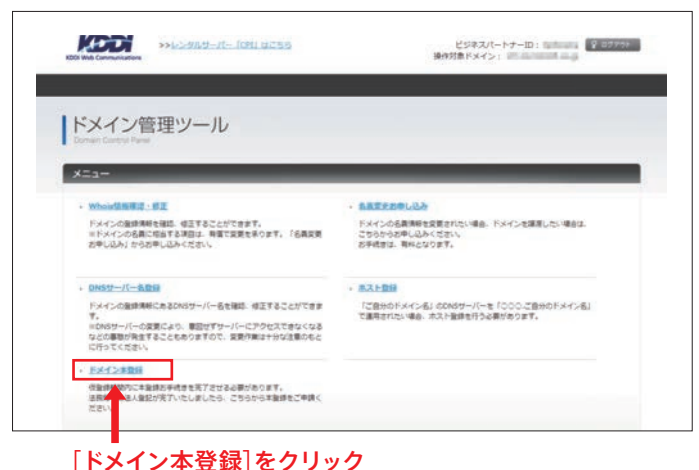 KDDI
KDDI Web Communications
>>レンタルサーバー「CPI」はこちら
ビジネスパートナーID：
ログアウト
操作対象ドメイン：
ドメイン管理ツール
Domain Control Panel
メニュー
Whois情報確認・修正
ドメインの登録情報を確認、修正することができます。
※ドメインの名義に相当する項目は、有償で変更を承ります。「名義変更
お申し込み」からお申し込みください。
名義変更お申し込み
ドメインの名義情報を変更されたい場合、ドメインを譲渡したい場合は、
こちらからお申し込みください。
お手続きは、有料となります。
DNSサーバー名登録
ドメインの登録情報にあるDNSサーバー名を確認、修正することができま
す。
※DNSサーバーの変更により、意図せずサーバーにアクセスできなくなる
などの事態が発生することもありますので、変更作業は十分な注意のもと
に行ってください。
ホスト登録
「ご自分のドメイン名」のDNSサーバーを「○○○.ご自分のドメイン名」
で運用されたい場合、ホスト登録を行う必要があります。
ドメイン本登録
仮登録期間内に本登録お手続きを完了させる必要があります。
法人登記が完了いたしましたら、こちらから本登録をご申請く
ださい。
［ドメイン本登録］をクリック